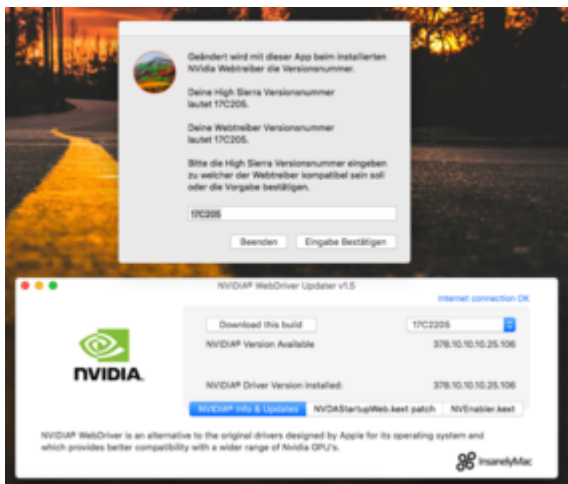 Geändert wird mit dieser App beim installierten
NVidia Webtreiber die Versionsnummer.
Deine High Sierra Versionsnummer
lautet 17C205.
Deine Webtreiber Versionsnummer
lautet 17C205.
Bitte die High Sierra Versionsnummer eingeben
zu welcher der Webtreiber kompatibel sein soll
oder die Vorgabe bestätigen.
17C205
Beenden Eingabe Bestätigen
NVIDIA® WebDriver Updater v1.5
Internet connection OK
Download this build 17C2205
NVIDIA® Version Available 378.10.10.10.25.106
NVIDIA.
NVIDIA® Driver Version installed: 378.10.10.10.25.106
NVIDIA® Info & Updates NVDAStartupWeb.kext patch NVEnabler.kext
NVIDIA® WebDriver is an alternative to the original drivers designed by Apple for its operating system and
which provides better compatibility with a wider range of Nvidia GPU's.
InsanelyMac